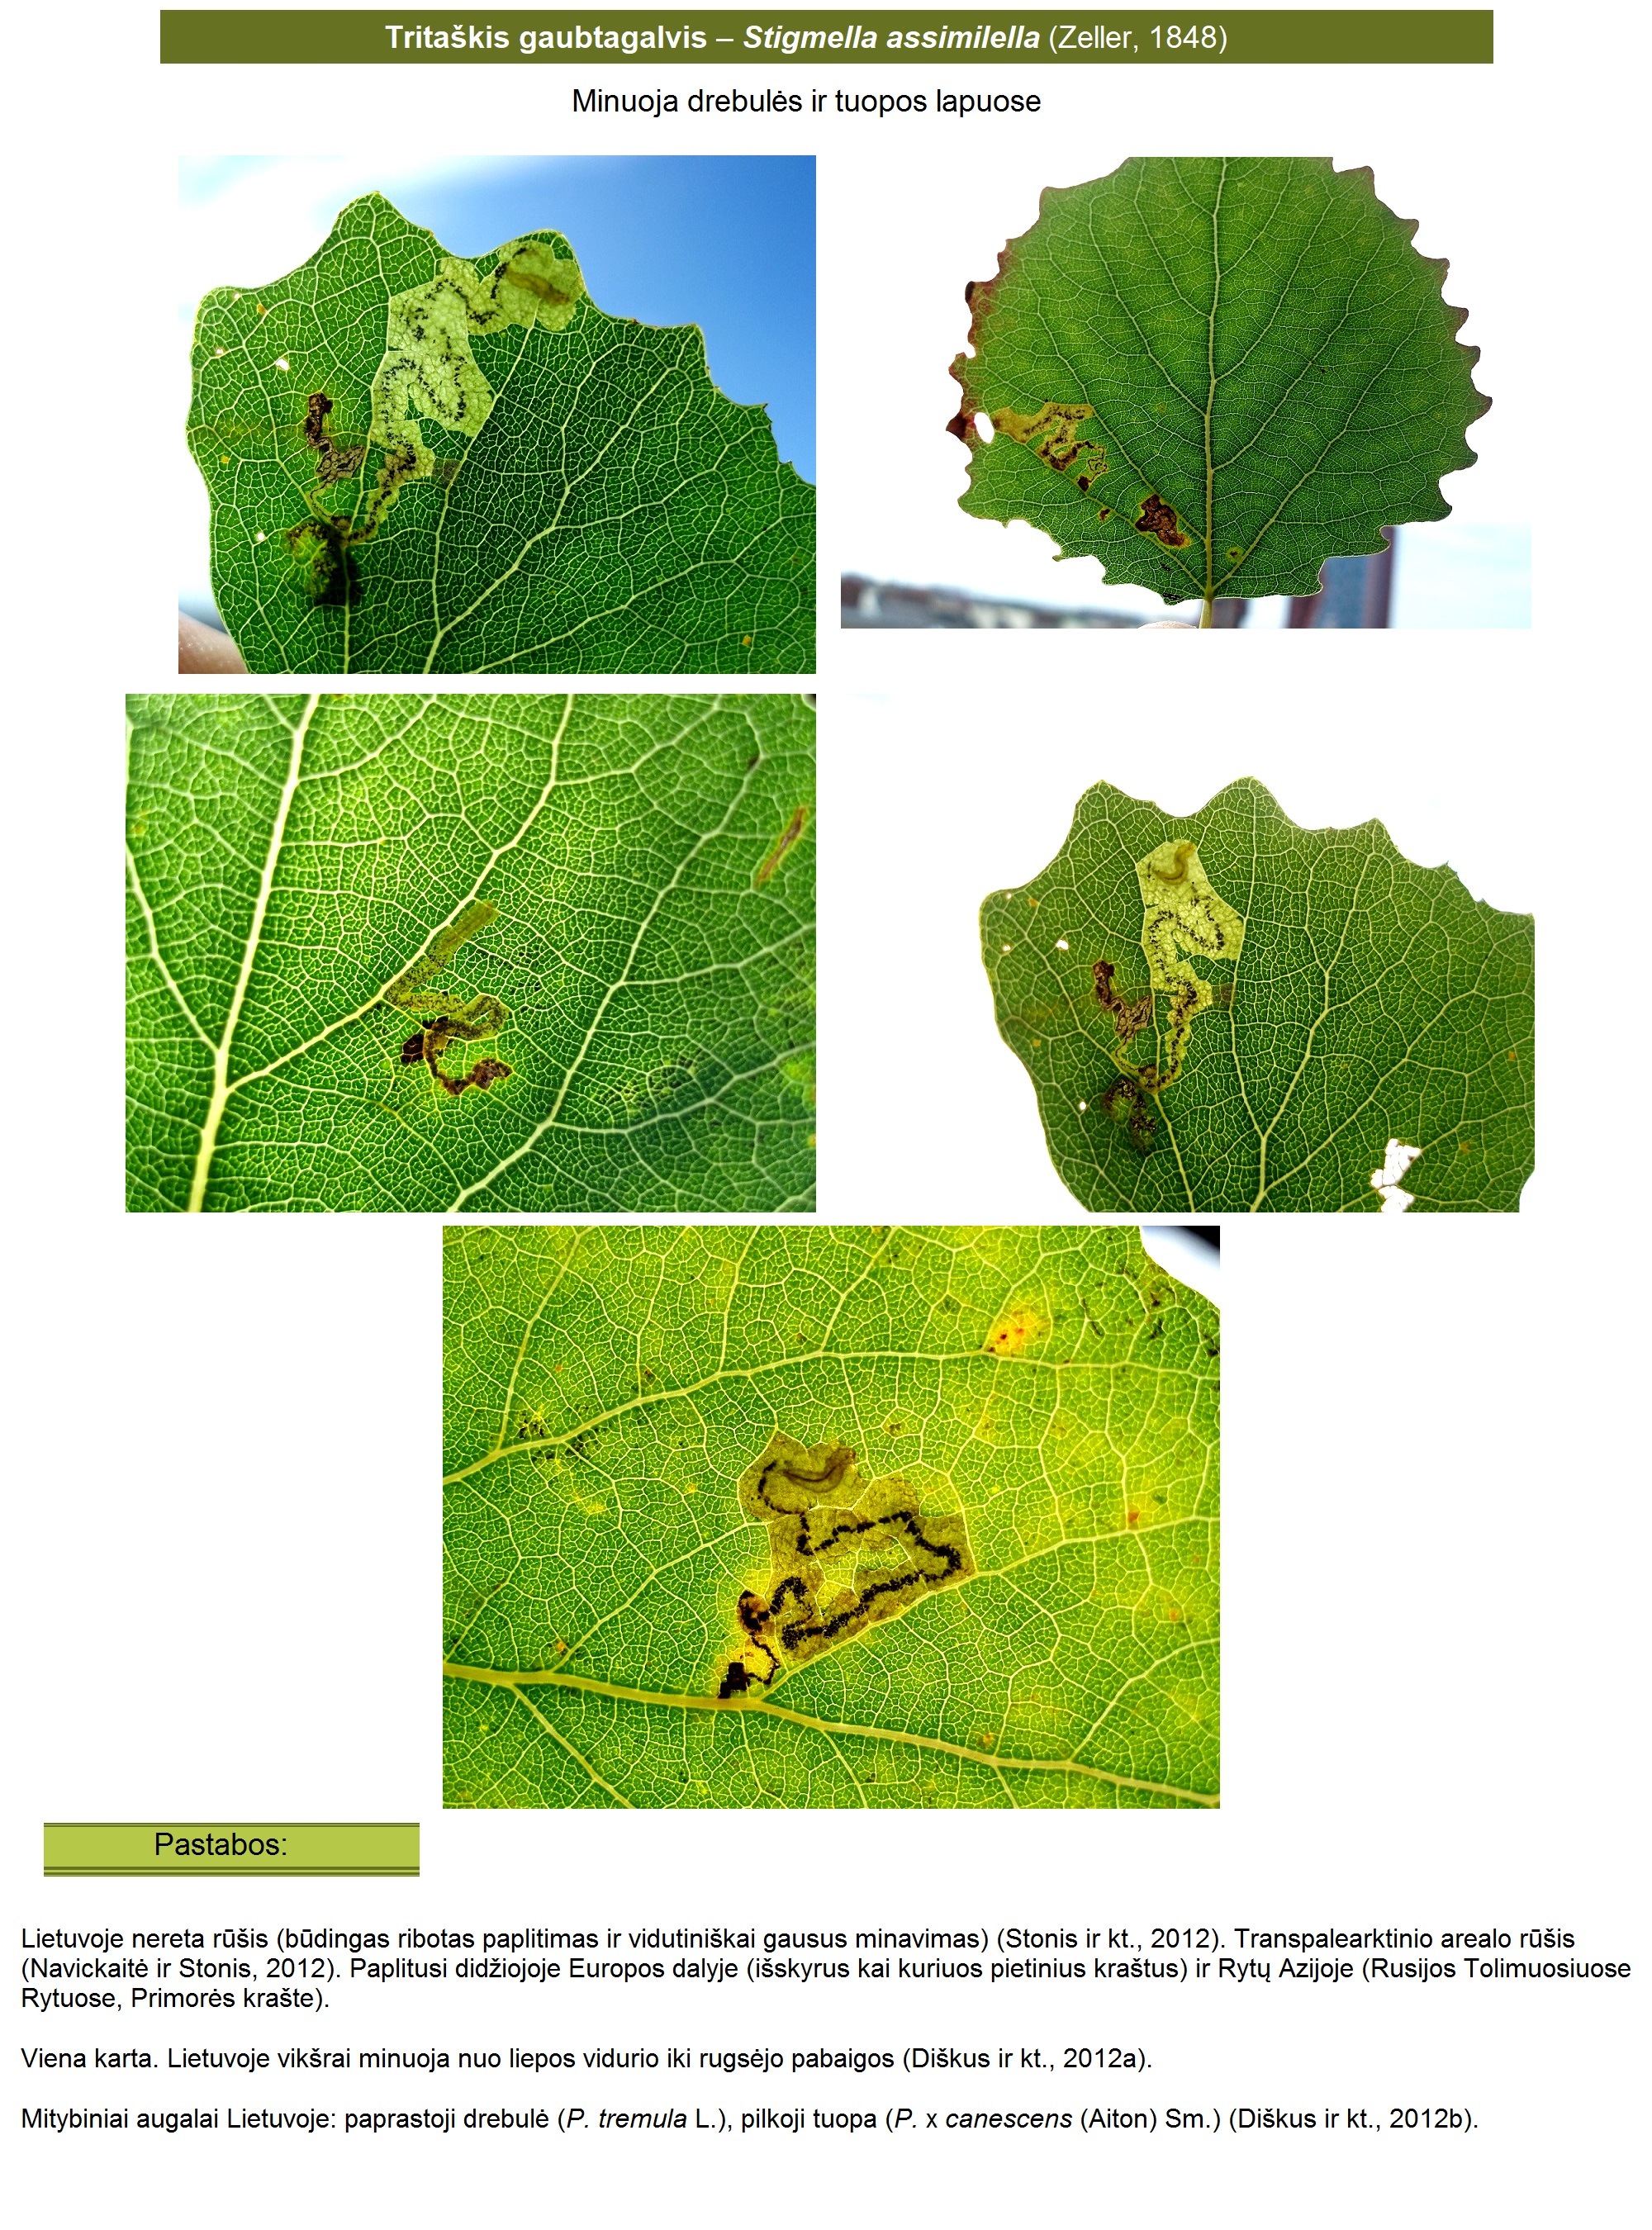 Tritaškis gaubtagalvis – Stigmella assimilella (Zeller, 1848)
Minuoja drebulės ir tuopos lapuose
Pastabos:
Lietuvoje nereta rūšis (būdingas ribotas paplitimas ir vidutiniškai gausus minavimas) (Stonis ir kt., 2012). Transpalearktinio arealo rūšis
(Navickaitė ir Stonis, 2012). Paplitusi didžiojoje Europos dalyje (išskyrus kai kuriuos pietinius kraštus) ir Rytų Azijoje (Rusijos Tolimuosiuose
Rytuose, Primorės krašte).
Viena karta. Lietuvoje vikšrai minuoja nuo liepos vidurio iki rugsėjo pabaigos (Diškus ir kt., 2012a).
Mitybiniai augalai Lietuvoje: paprastoji drebulė (P. tremula L.), pilkoji tuopa (P. x canescens (Aiton) Sm.) (Diškus ir kt., 2012b).